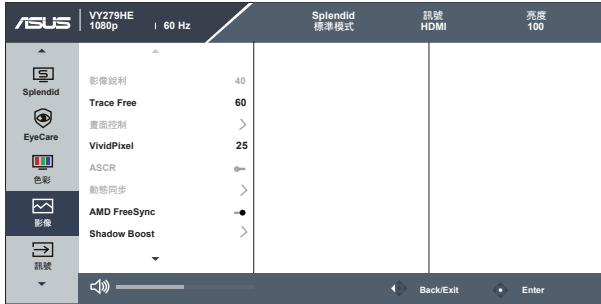 ASUS
VY279HE
1080p | 60 Hz
Splendid
標準模式
訊號
HDMI
亮度
100
Splendid
EyeCare
色彩
影像
訊號
影像銳利 40
Trace Free 60
畫面控制
VividPixel 25
ASCR
動態同步
AMD FreeSync
Shadow Boost
Back/Exit
Enter